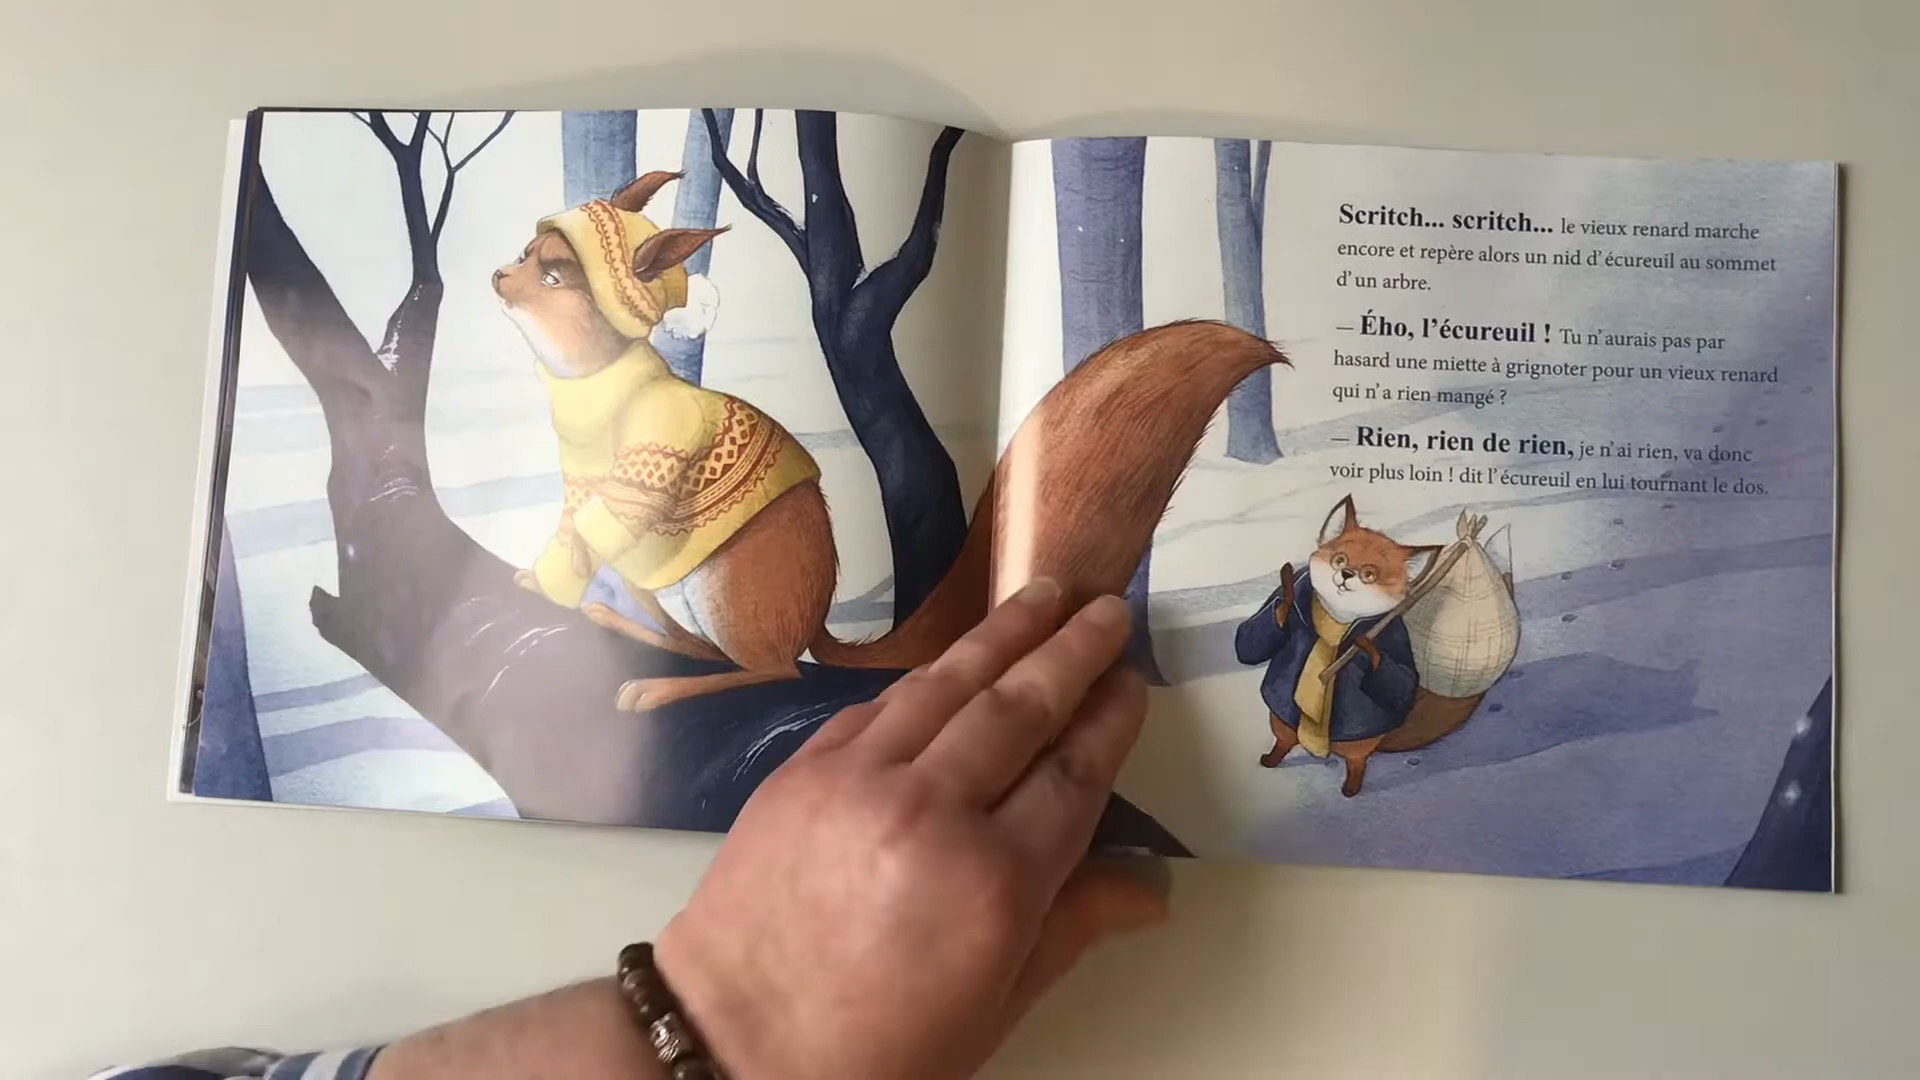 Scritch... scritch... le vieux renard marche
encore et repère alors un nid d'écureuil au sommet
d'un arbre.
– Ého, l'écureuil ! Tu n'aurais pas par
hasard une miette à grignoter pour un vieux renard
qui n'a rien mangé ?
– Rien, rien de rien, je n'ai rien, va donc
voir plus loin ! dit l'écureuil en lui tournant le dos.